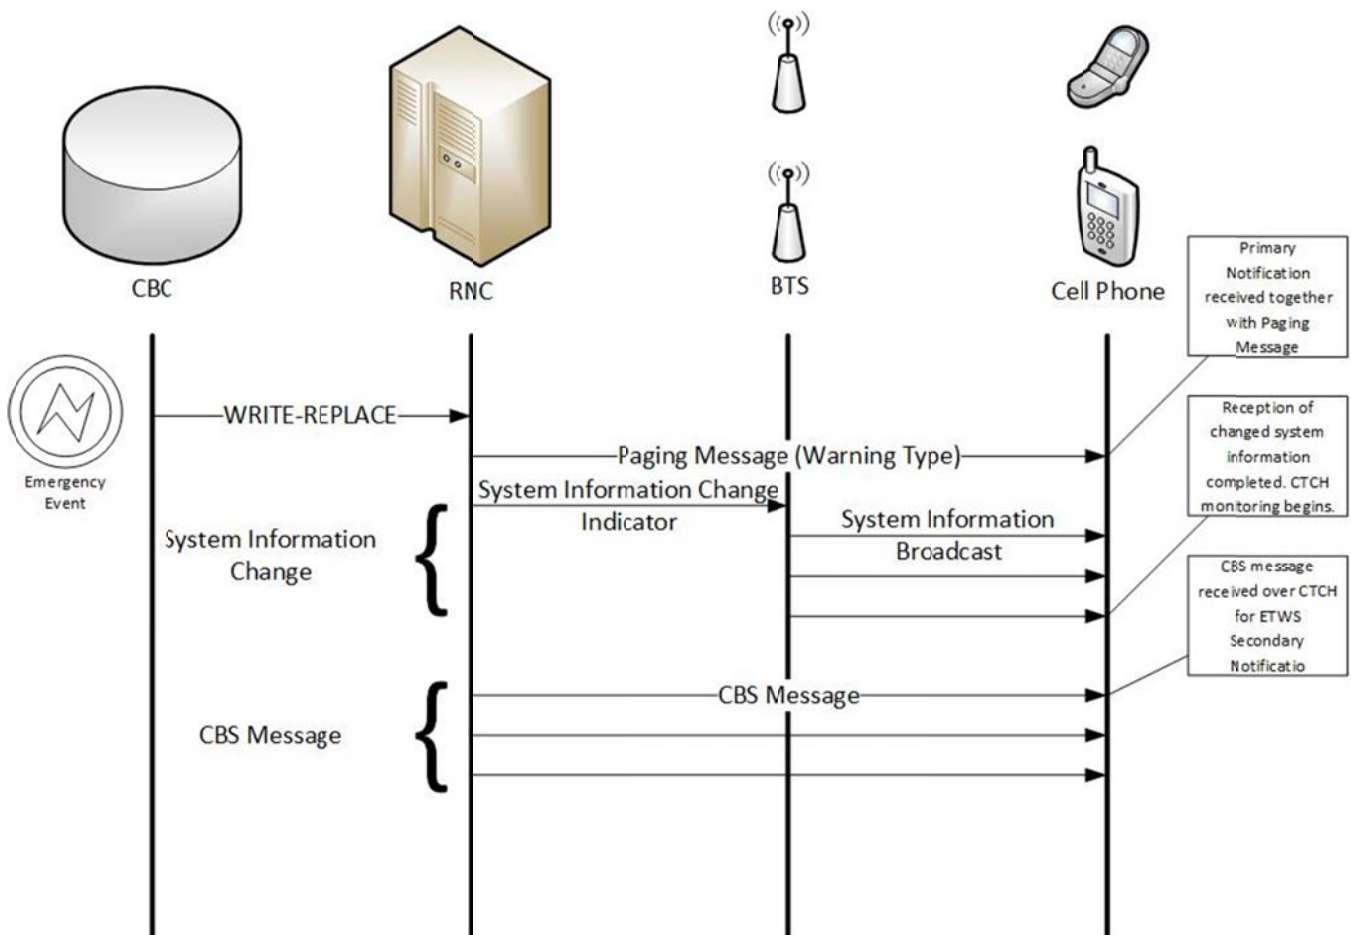 CBC
RNC
BTS
Cell Phone
Primary
Notification
received together
with Paging
Message
Emergency
Event
WRITE-REPLACE
Paging Message (Warning Type)
System Information Change
Indicator
System Information
Change
System Information
Broadcast
Reception of
changed system
information
completed. CTCH
monitoring begins.
CBS message
received over CTCH
for ETWS
Secondary
Notificatio
CBS Message
CBS Message